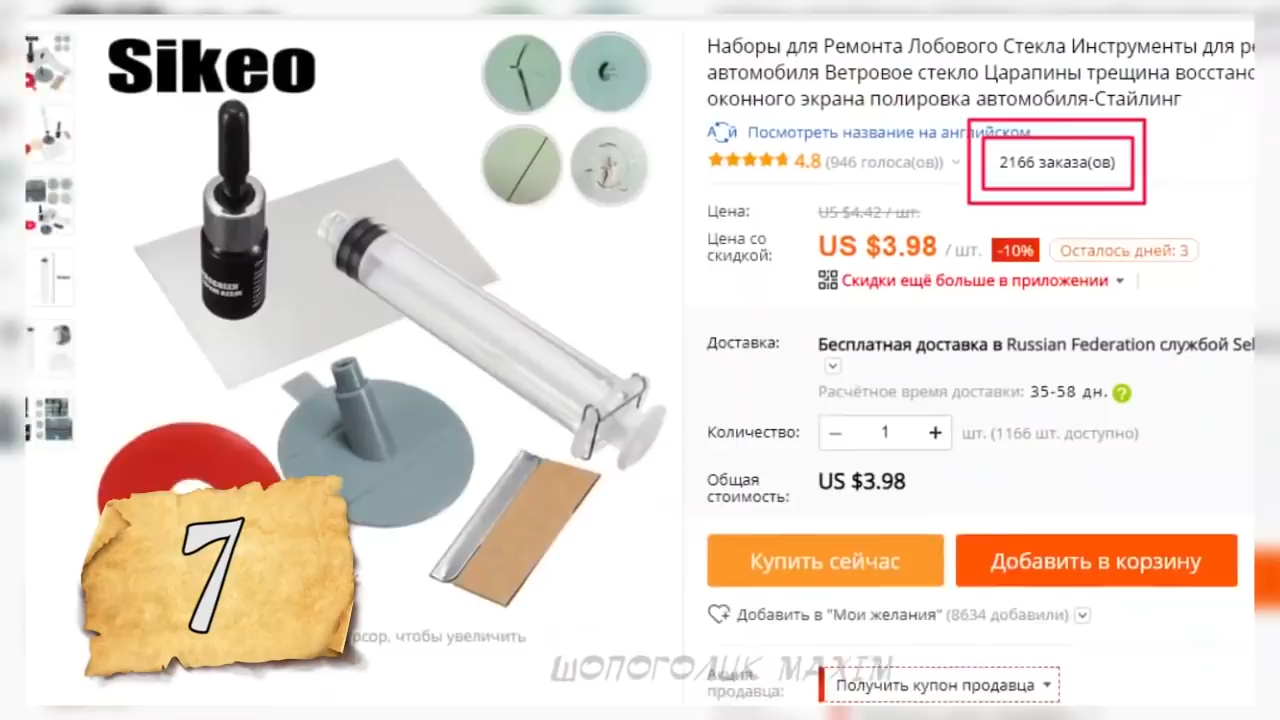 Sikeo
Наборы для Ремонта Лобового Стекла Инструменты для ре
автомобиля Ветровое стекло Царапины трещина восстано
оконного экрана полировка автомобиля-Стайлинг
Посмотреть название на английском
4.8 (946 голоса(ов))
2166 заказа(ов)
Цена: US $4.42 / шт.
Цена со
скидкой: US $3.98 / шт. -10% Осталось дней: 3
Скидки ещё больше в приложении
Доставка: Бесплатная доставка в Russian Federation службой Sel
Расчётное время доставки: 35-58 дн. ?
Количество: − 1 + шт. (1166 шт. доступно)
Общая
стоимость: US $3.98
Купить сейчас Добавить в корзину
Добавить в "Мои желания" (8634 добавили)
7
рсор, чтобы увеличить
ШОПОГОЛИК MAXIM
Акция
продавца: Получить купон продавца